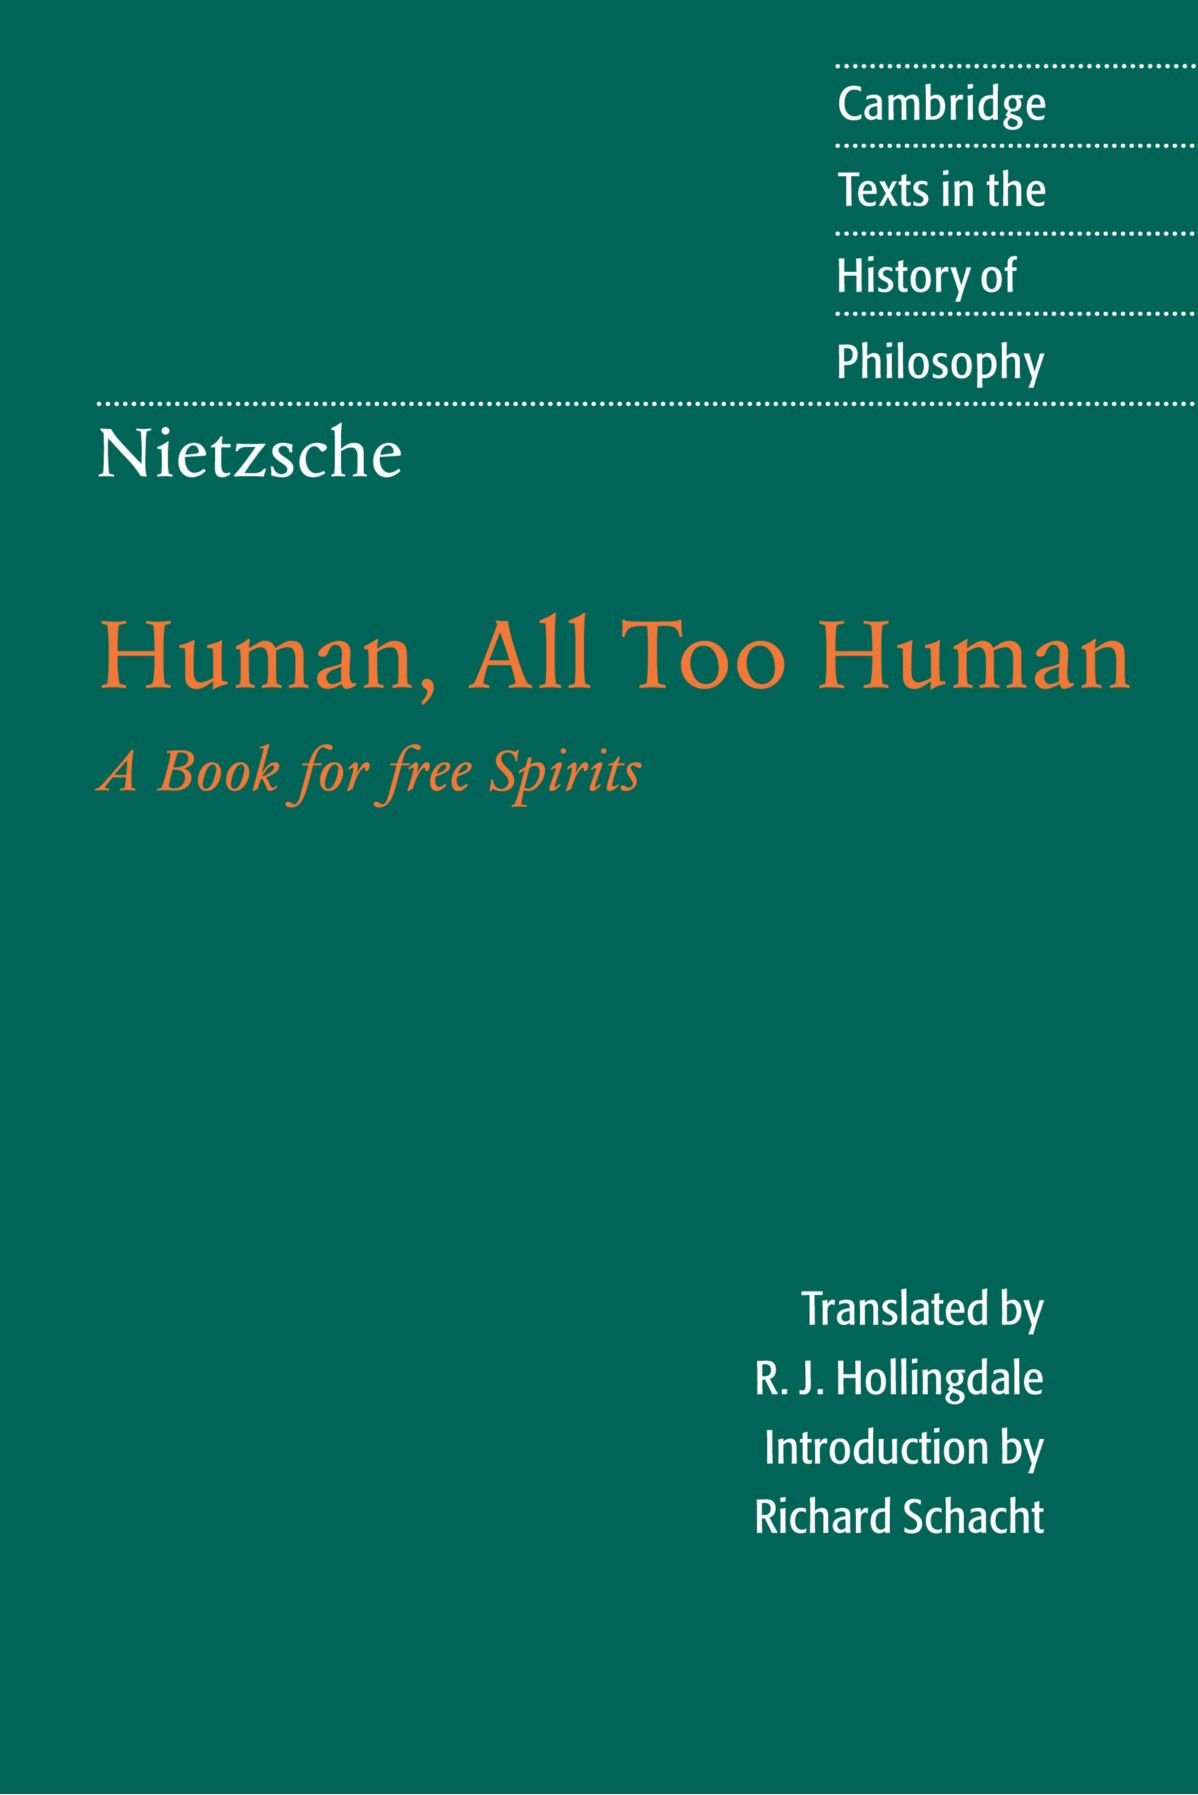 Cambridge
Texts in the
History of
Philosophy
Nietzsche
Human, All Too Human
A Book for free Spirits
Translated by
R. J. Hollingdale
Introduction by
Richard Schacht